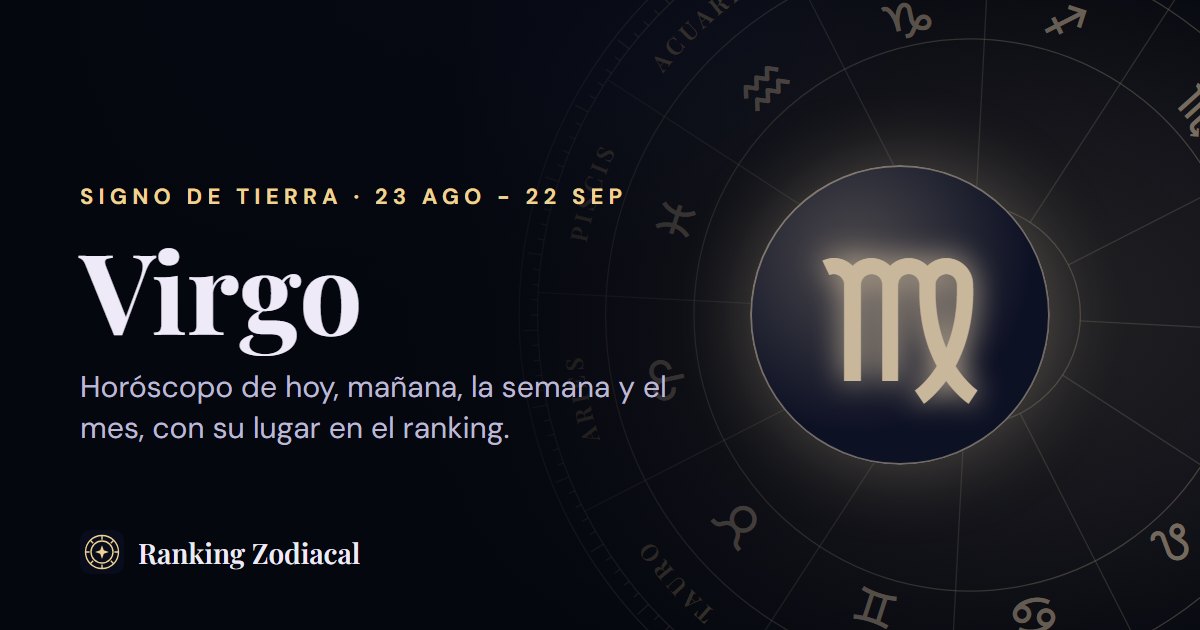 SIGNO DE TIERRA · 23 AGO – 22 SEP
Virgo
Horóscopo de hoy, mañana, la semana y el
mes, con su lugar en el ranking.
Ranking Zodiacal
PISCIS
ARIES
TAURO